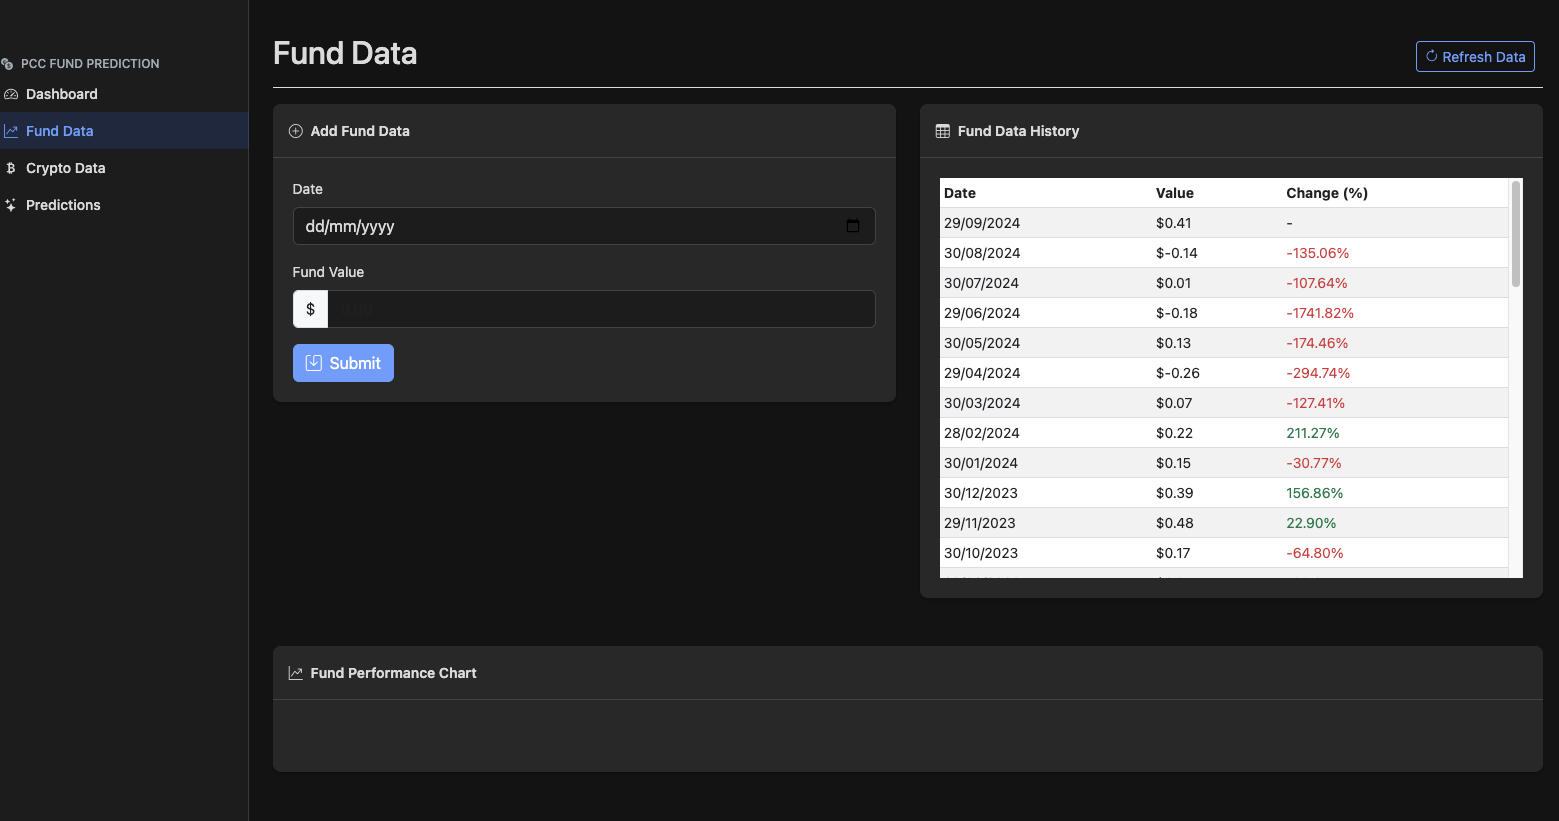 PCC FUND PREDICTION
Dashboard
Fund Data
Crypto Data
Predictions
Fund Data
Refresh Data
Add Fund Data
Date
dd/mm/yyyy
Fund Value
$ 0.00
Submit
Fund Data History
Date Value Change (%)
29/09/2024 $0.41 -
30/08/2024 $-0.14 -135.06%
30/07/2024 $0.01 -107.64%
29/06/2024 $-0.18 -1741.82%
30/05/2024 $0.13 -174.46%
29/04/2024 $-0.26 -294.74%
30/03/2024 $0.07 -127.41%
28/02/2024 $0.22 211.27%
30/01/2024 $0.15 -30.77%
30/12/2023 $0.39 156.86%
29/11/2023 $0.48 22.90%
30/10/2023 $0.17 -64.80%
Fund Performance Chart